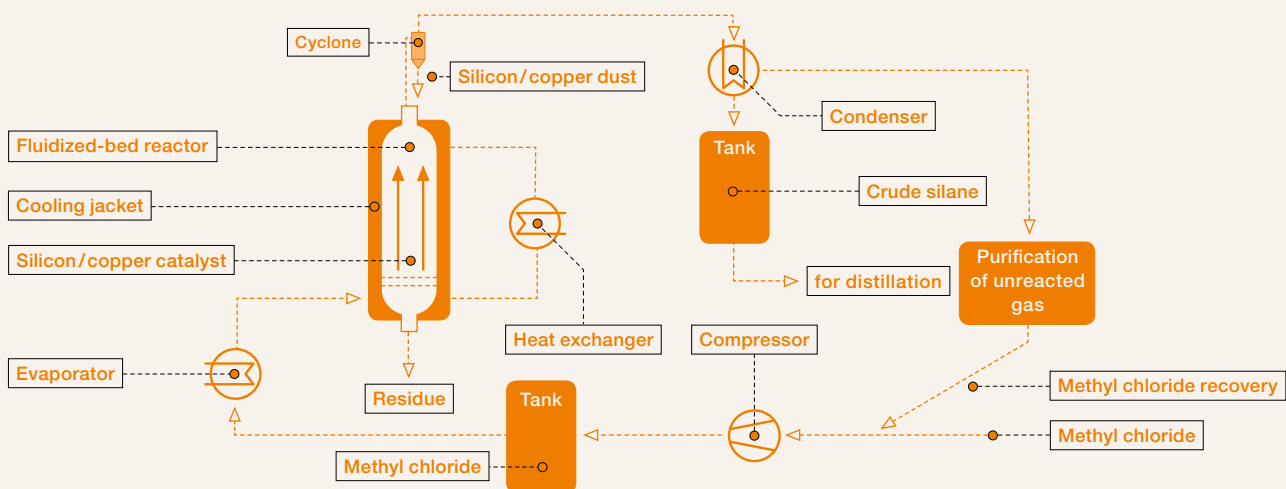 Cyclone
Silicon/copper dust
Condenser
Fluidized-bed reactor
Tank
Crude silane
Cooling jacket
Silicon/copper catalyst
Purification
of unreacted
gas
for distillation
Heat exchanger
Compressor
Evaporator
Residue
Tank
Methyl chloride recovery
Methyl chloride
Methyl chloride